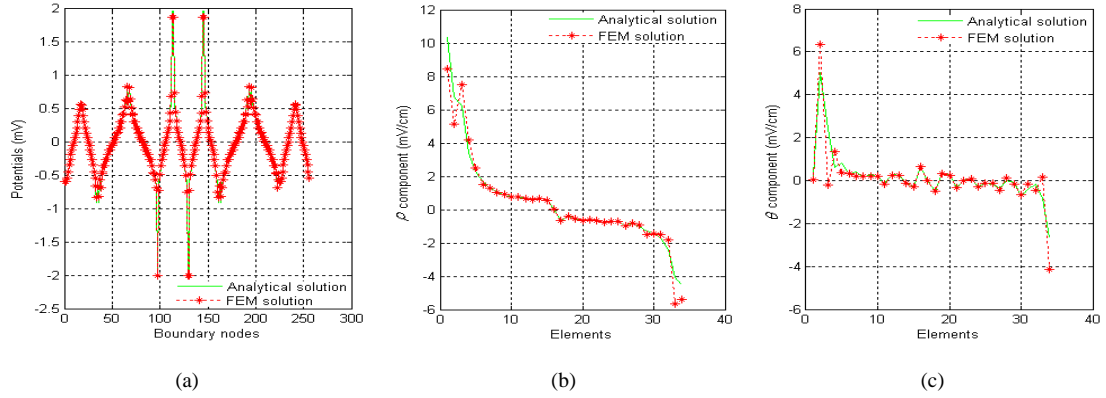 2
1.5
1
0.5
0
-0.5
-1
-1.5
-2
2.5
Potentials (mV)
Analytical solution
FEM solution
0 50 100 150 200 250 300
Boundary nodes
(a)
12
10
8
6
4
2
0
-2
-4
-6
ρ component (mV/cm)
Analytical solution
FEM solution
0 10 20 30 40
Elements
(b)
8
6
4
2
0
-2
-4
-6
θ component (mV/cm)
Analytical solution
FEM solution
0 10 20 30 40
Elements
(c)